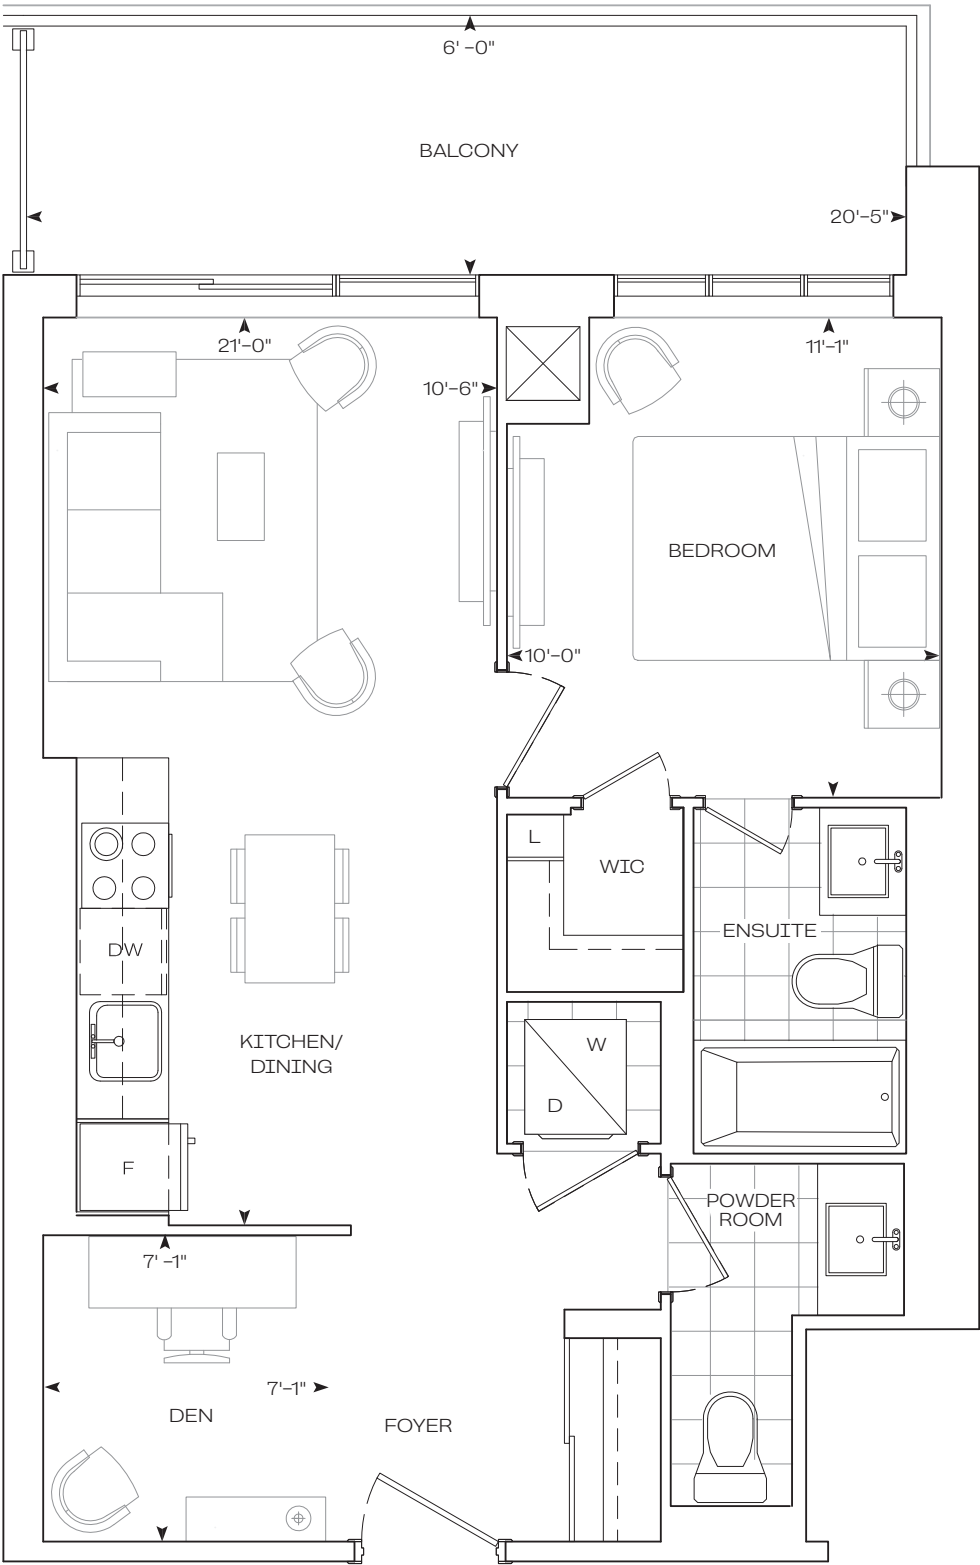 6'-0"
BALCONY
20'-5"
21'-0"
11'-1"
10'-6"
BEDROOM
10'-0"
L
WIC
ENSUITE
DW
KITCHEN/
DINING
W
D
F
POWDER
ROOM
7'-1"
7'-1"
DEN
FOYER